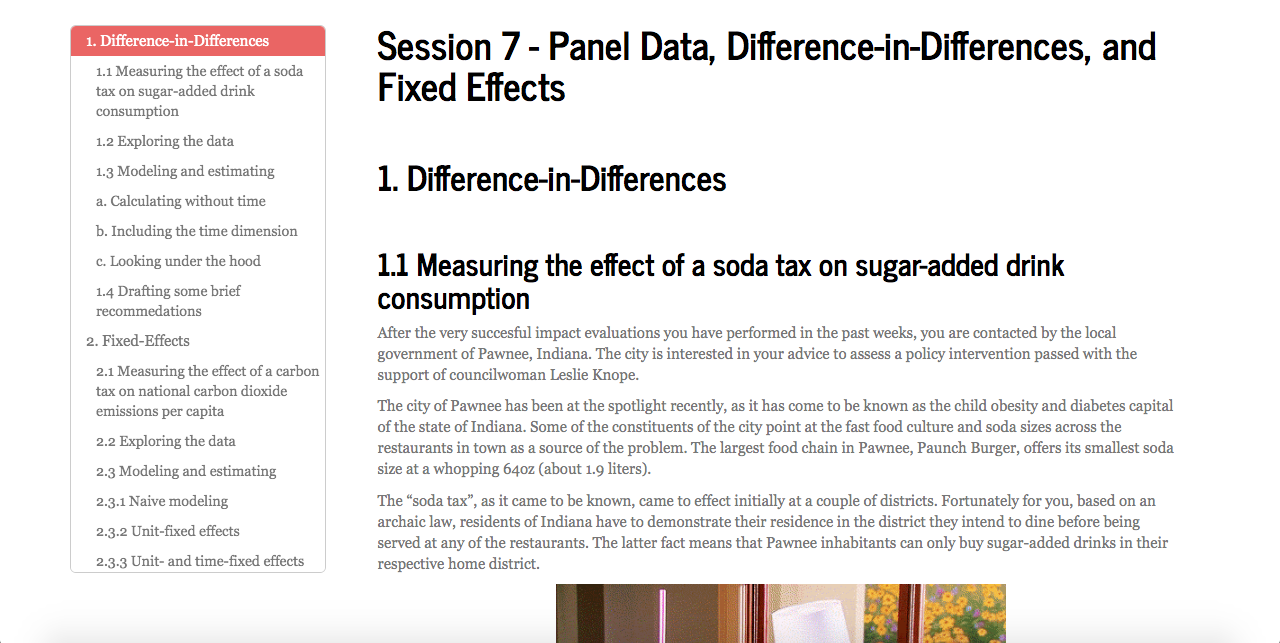 1. Difference-in-Differences
1.1 Measuring the effect of a soda
tax on sugar-added drink
consumption
1.2 Exploring the data
1.3 Modeling and estimating
a. Calculating without time
b. Including the time dimension
c. Looking under the hood
1.4 Drafting some brief
recommedations
2. Fixed-Effects
2.1 Measuring the effect of a carbon
tax on national carbon dioxide
emissions per capita
2.2 Exploring the data
2.3 Modeling and estimating
2.3.1 Naive modeling
2.3.2 Unit-fixed effects
2.3.3 Unit- and time-fixed effects
Session 7 - Panel Data, Difference-in-Differences, and
Fixed Effects
1. Difference-in-Differences
1.1 Measuring the effect of a soda tax on sugar-added drink
consumption
After the very succesful impact evaluations you have performed in the past weeks, you are contacted by the local
government of Pawnee, Indiana. The city is interested in your advice to assess a policy intervention passed with the
support of councilwoman Leslie Knope.
The city of Pawnee has been at the spotlight recently, as it has come to be known as the child obesity and diabetes capital
of the state of Indiana. Some of the constituents of the city point at the fast food culture and soda sizes across the
restaurants in town as a source of the problem. The largest food chain in Pawnee, Paunch Burger, offers its smallest soda
size at a whopping 64oz (about 1.9 liters).
The “soda tax”, as it came to be known, came to effect initially at a couple of districts. Fortunately for you, based on an
archaic law, residents of Indiana have to demonstrate their residence in the district they intend to dine before being
served at any of the restaurants. The latter fact means that Pawnee inhabitants can only buy sugar-added drinks in their
respective home district.